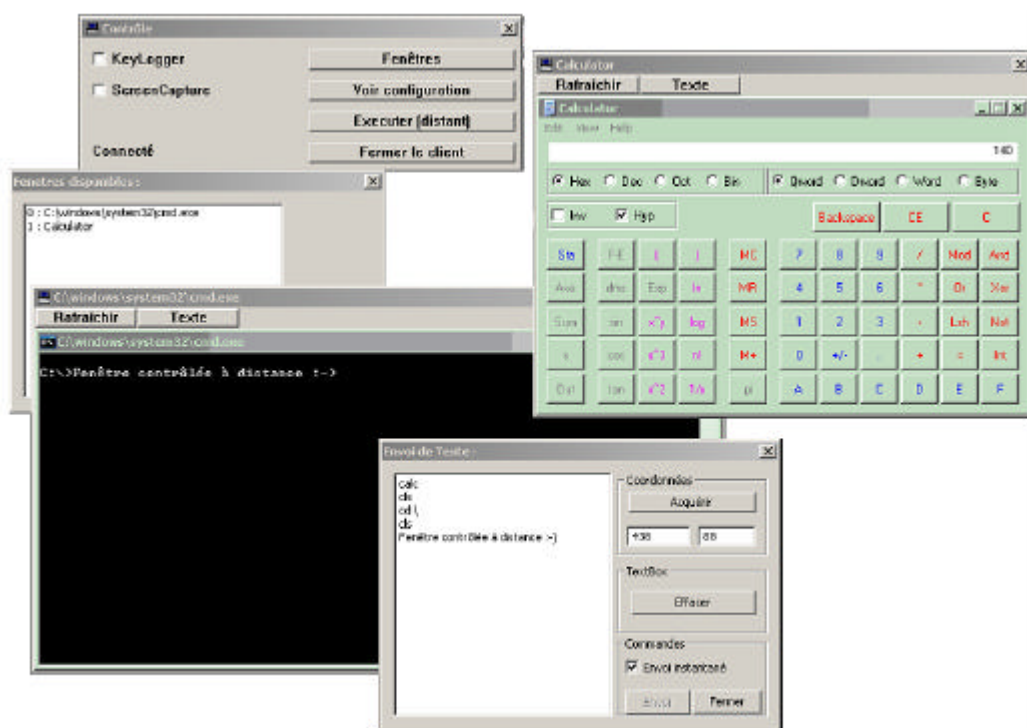 Contrôle
KeyLogger
Fenêtres
ScreenCapture
Voir configuration
Executer (distant)
Connecté
Fermer le client
Calculator
Rafraichir Texte
Calculator
Edit View Help
140
Hex Dec Oct Bin Qword Dword Word Byte
Inv Hyp
Backspace CE C
Sta F-E ( ) MC 7 8 9 / Mod And
Ave dms Exp ln MR 4 5 6 * Or Xor
Sum sin x^y log MS 1 2 3 - Lsh Not
s cos x^3 n! M+ 0 +/- . + = Int
Dat tan x^2 1/x pi A B C D E F
Fenetres disponibles :
0 : C:\windows\system32\cmd.exe
1 : Calculator
C:\windows\system32\cmd.exe
Rafraichir Texte
C:\windows\system32\cmd.exe
C:\>Fenêtre contrôlée à distance :->
Envoi de Texte :
calc
cls
cd \
cls
Fenêtre contrôlée à distance :-)
Coordonnées
Acquérir
436 88
TextBox
Effacer
Commandes
Envoi instantané
Envoi Fermer